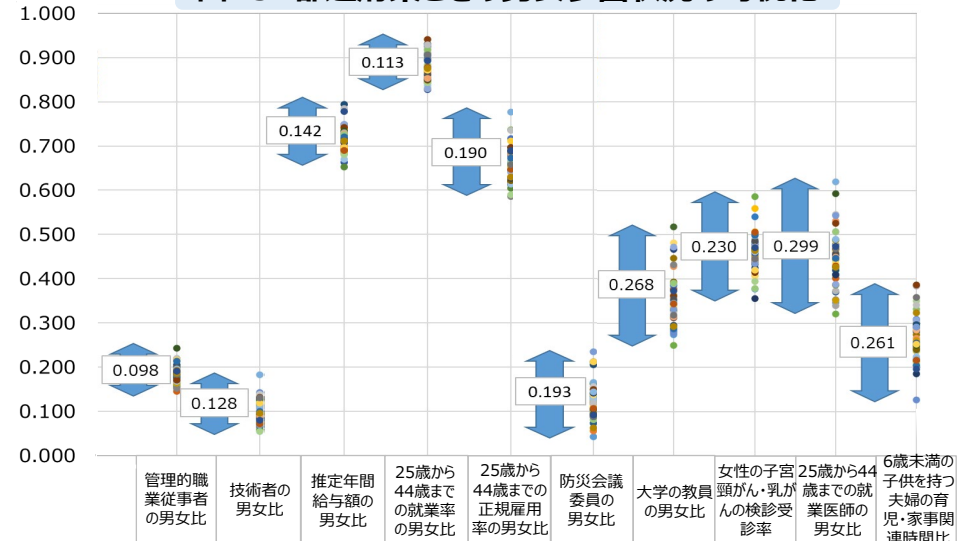 1.000
0.900
0.800
0.700
0.600
0.500
0.400
0.300
0.200
0.100
0.000
0.098
0.128
0.142
0.113
0.190
0.193
0.268
0.230
0.299
0.261
管理的職
業従事者
の男女比
技術者の
男女比
推定年間
給与額の
男女比
25歳から
44歳まで
の就業率
の男女比
25歳から
44歳までの
正規雇用
率の男女比
防災会議
委員の
男女比
大学の教員
の男女比
女性の子宮
頸がん・乳が
んの検診受
診率
25歳から44
歳までの就
業医師の
男女比
6歳未満の
子供を持つ
夫婦の育
児・家事関
連時間比